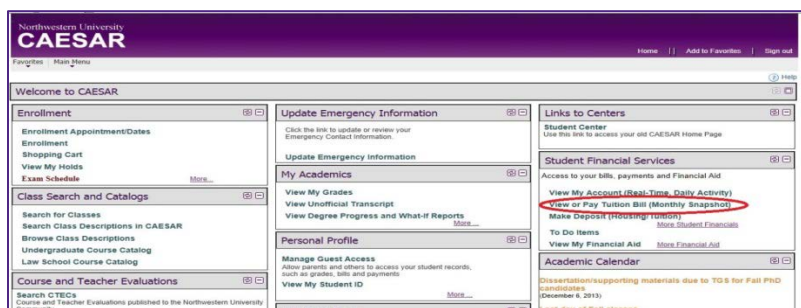 Northwestern University
CAESAR
Home || Add to Favorites | Sign out
Favorites Main Menu
Help
Welcome to CAESAR
Enrollment
Enrollment Appointment/Dates
Enrollment
Shopping Cart
View My Holds
Exam Schedule
More...
Class Search and Catalogs
Search for Classes
Search Class Descriptions in CAESAR
Browse Class Descriptions
Undergraduate Course Catalog
Law School Course Catalog
Course and Teacher Evaluations
Search CTECs
Course and Teacher Evaluations published to the Northwestern University
Update Emergency Information
Click the link to update or review your
Emergency Contact Information.
Update Emergency Information
My Academics
View My Grades
View Unofficial Transcript
View Degree Progress and What-If Reports
More...
Personal Profile
Manage Guest Access
Allow parents and others to access your student records,
such as grades, bills and payments
View My Student ID
More...
Links to Centers
Student Center
Use this link to access your old CAESAR Home Page
Student Financial Services
Access to your bills, payments and Financial Aid
View My Account (Real-Time, Daily Activity)
View or Pay Tuition Bill (Monthly Snapshot)
Make Deposit (Housing/Tuition)
More Student Financials
To Do Items
View My Financial Aid
More Financial Aid
Academic Calendar
Dissertation/supporting materials due to TGS for Fall PhD
candidates
(December 6, 2013)